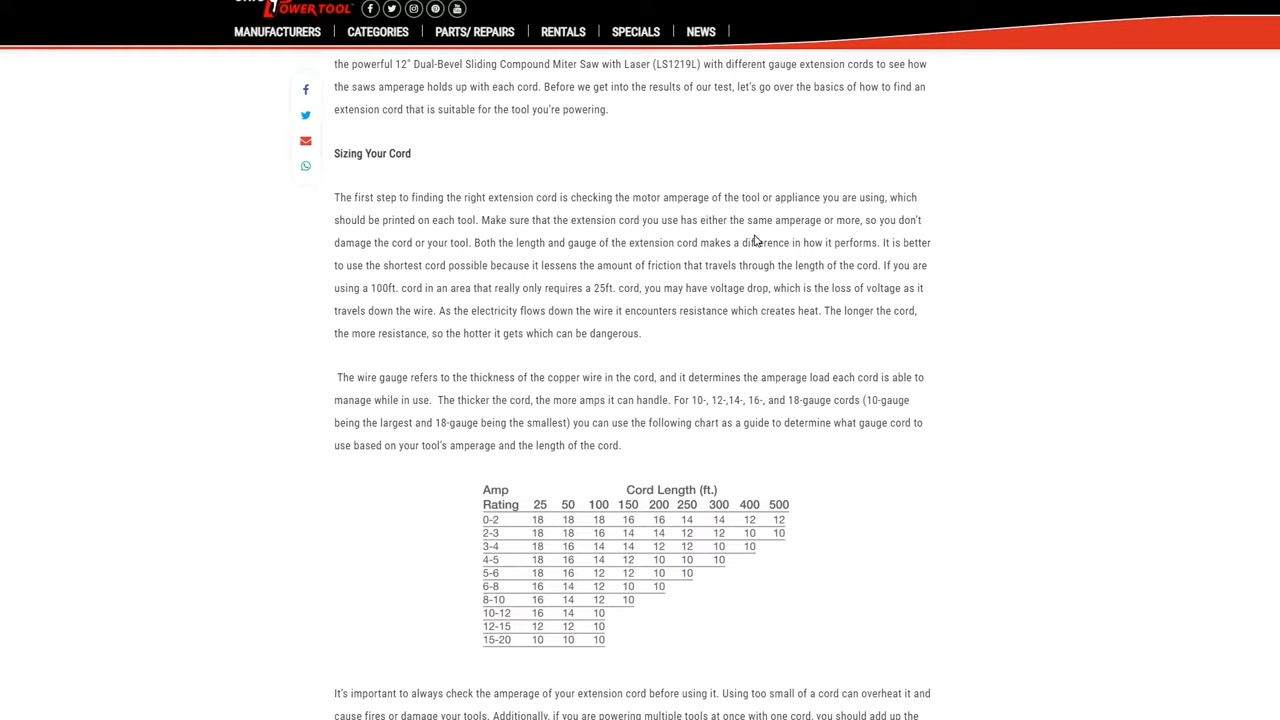 OWERTOOL
MANUFACTURERS CATEGORIES PARTS/ REPAIRS RENTALS SPECIALS NEWS
the powerful 12" Dual-Bevel Sliding Compound Miter Saw with Laser (LS1219L) with different gauge extension cords to see how
the saws amperage holds up with each cord. Before we get into the results of our test, let's go over the basics of how to find an
extension cord that is suitable for the tool you're powering.
Sizing Your Cord
The first step to finding the right extension cord is checking the motor amperage of the tool or appliance you are using, which
should be printed on each tool. Make sure that the extension cord you use has either the same amperage or more, so you don't
damage the cord or your tool. Both the length and gauge of the extension cord makes a difference in how it performs. It is better
to use the shortest cord possible because it lessens the amount of friction that travels through the length of the cord. If you are
using a 100ft. cord in an area that really only requires a 25ft. cord, you may have voltage drop, which is the loss of voltage as it
travels down the wire. As the electricity flows down the wire it encounters resistance which creates heat. The longer the cord,
the more resistance, so the hotter it gets which can be dangerous.
The wire gauge refers to the thickness of the copper wire in the cord, and it determines the amperage load each cord is able to
manage while in use. The thicker the cord, the more amps it can handle. For 10-, 12-,14-, 16-, and 18-gauge cords (10-gauge
being the largest and 18-gauge being the smallest) you can use the following chart as a guide to determine what gauge cord to
use based on your tool's amperage and the length of the cord.
Amp Cord Length (ft.)
Rating 25 50 100 150 200 250 300 400 500
0-2 18 18 18 16 16 14 14 12 12
2-3 18 18 16 14 14 12 12 10 10
3-4 18 16 14 14 12 12 10 10
4-5 18 16 14 12 10 10 10
5-6 18 16 12 12 10 10
6-8 16 14 12 10 10
8-10 16 14 12 10
10-12 16 14 10
12-15 12 12 10
15-20 10 10 10
It's important to always check the amperage of your extension cord before using it. Using too small of a cord can overheat it and
cause fires or damage your tools. Additionally, if you are powering multiple tools at once with one cord, you should add up the